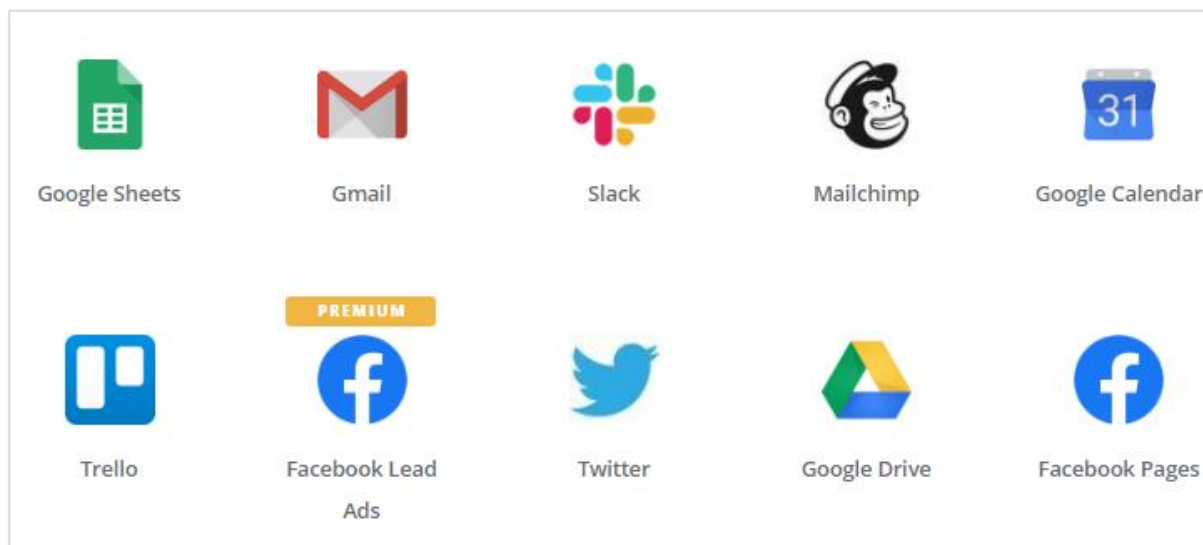 31
Google Sheets
Gmail
Slack
Mailchimp
Google Calendar
PREMIUM
Trello
Facebook Lead
Ads
Twitter
Google Drive
Facebook Pages